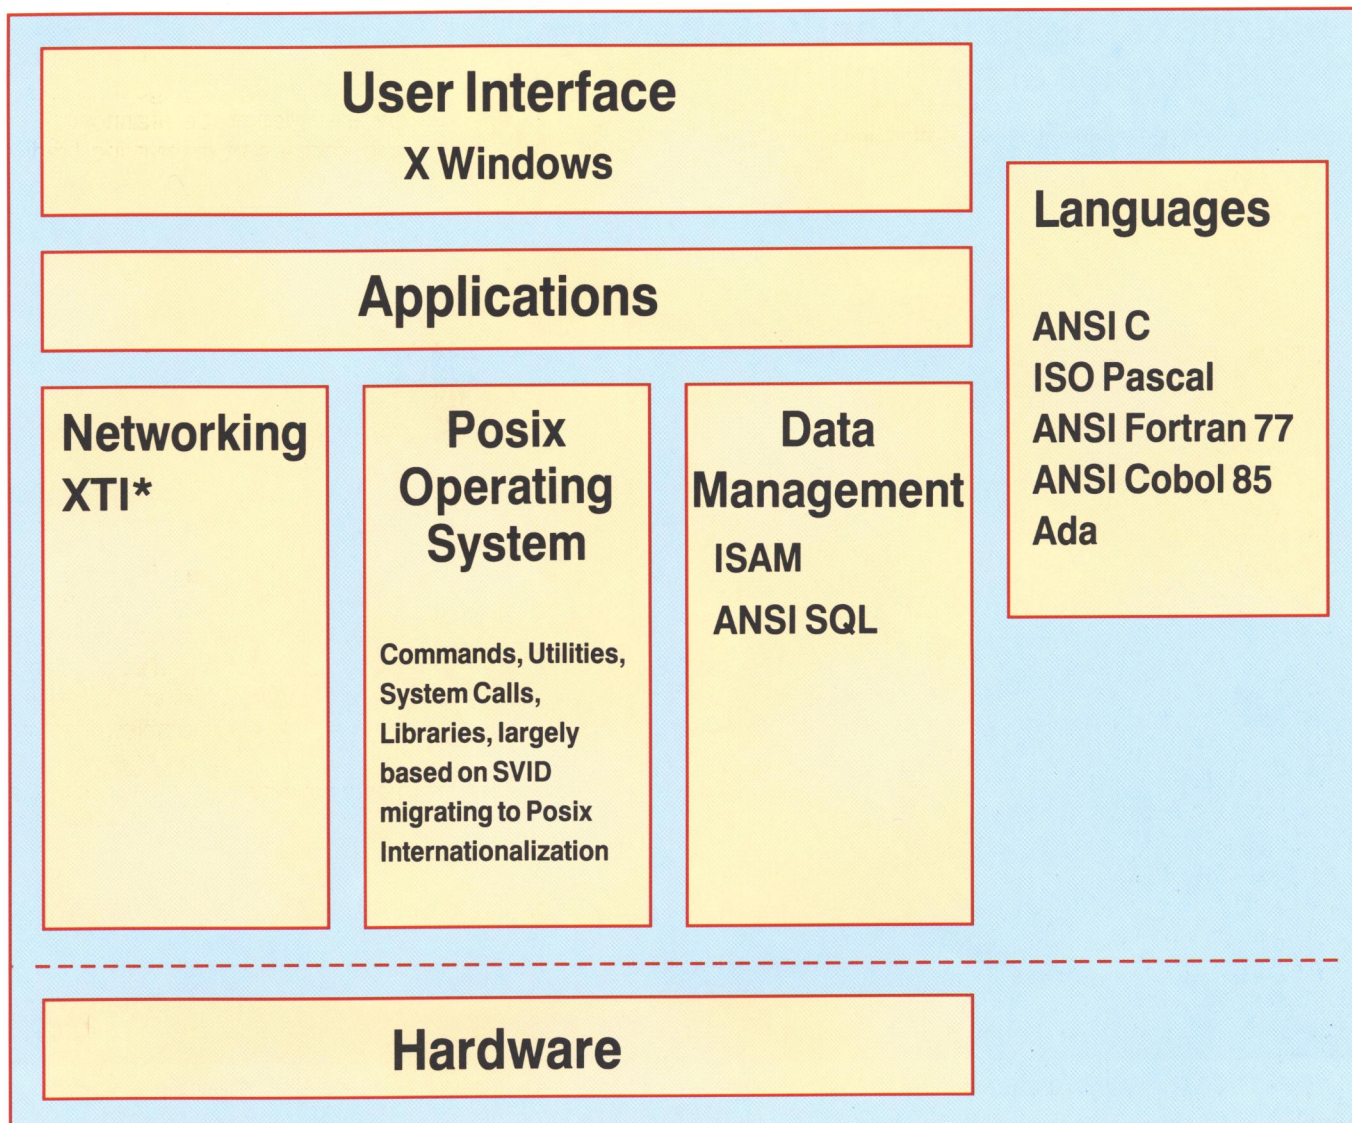 User Interface
X Windows
Applications
Networking
XTI*
Posix
Operating
System
Commands, Utilities,
System Calls,
Libraries, largely
based on SVID
migrating to Posix
Internationalization
Data
Management
ISAM
ANSI SQL
Languages
ANSI C
ISO Pascal
ANSI Fortran 77
ANSI Cobol 85
Ada
Hardware